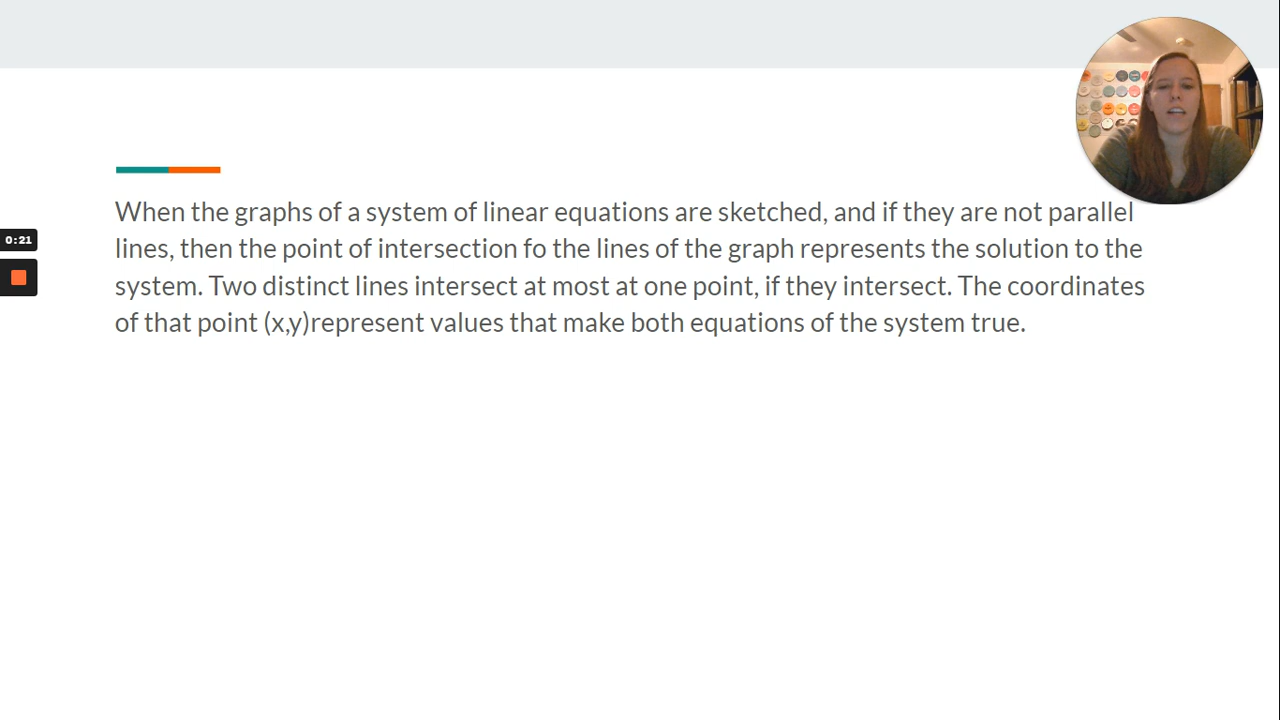 When the graphs of a system of linear equations are sketched, and if they are not parallel
lines, then the point of intersection fo the lines of the graph represents the solution to the
system. Two distinct lines intersect at most at one point, if they intersect. The coordinates
of that point (x,y)represent values that make both equations of the system true.
0:21